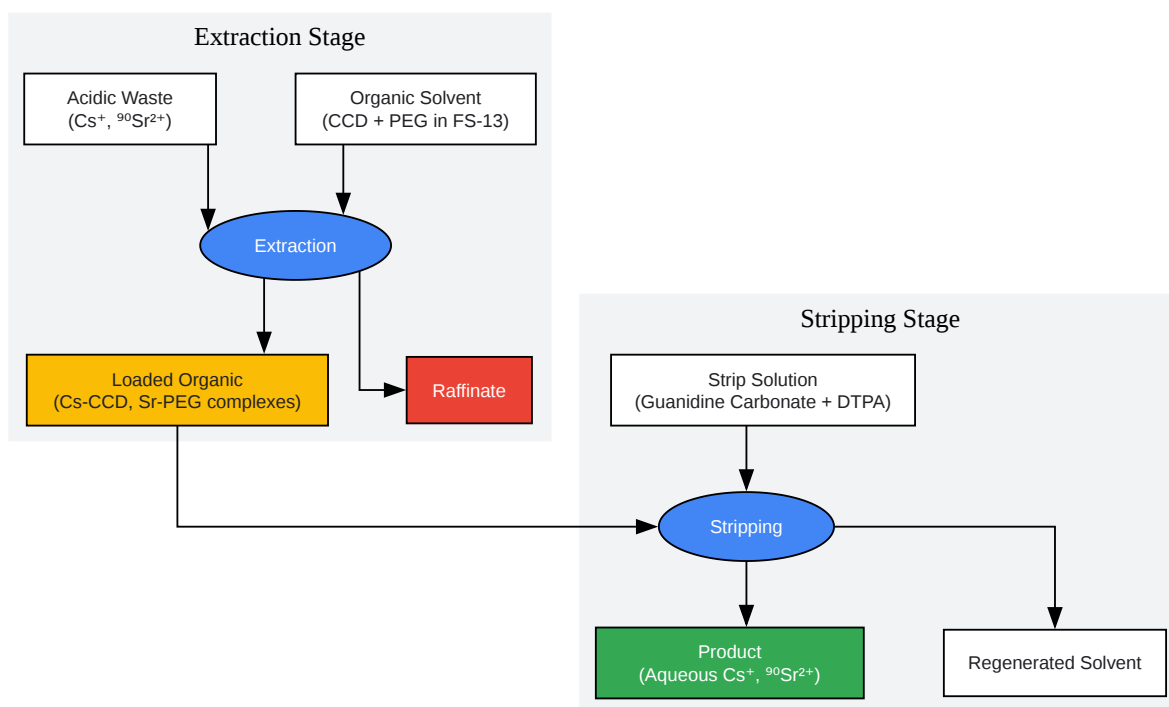 Extraction Stage
Acidic Waste
(Cs⁺, ⁹⁰Sr²⁺)
Organic Solvent
(CCD + PEG in FS-13)
Extraction
Loaded Organic
(Cs-CCD, Sr-PEG complexes)
Raffinate
Stripping Stage
Strip Solution
(Guanidine Carbonate + DTPA)
Stripping
Product
(Aqueous Cs⁺, ⁹⁰Sr²⁺)
Regenerated Solvent